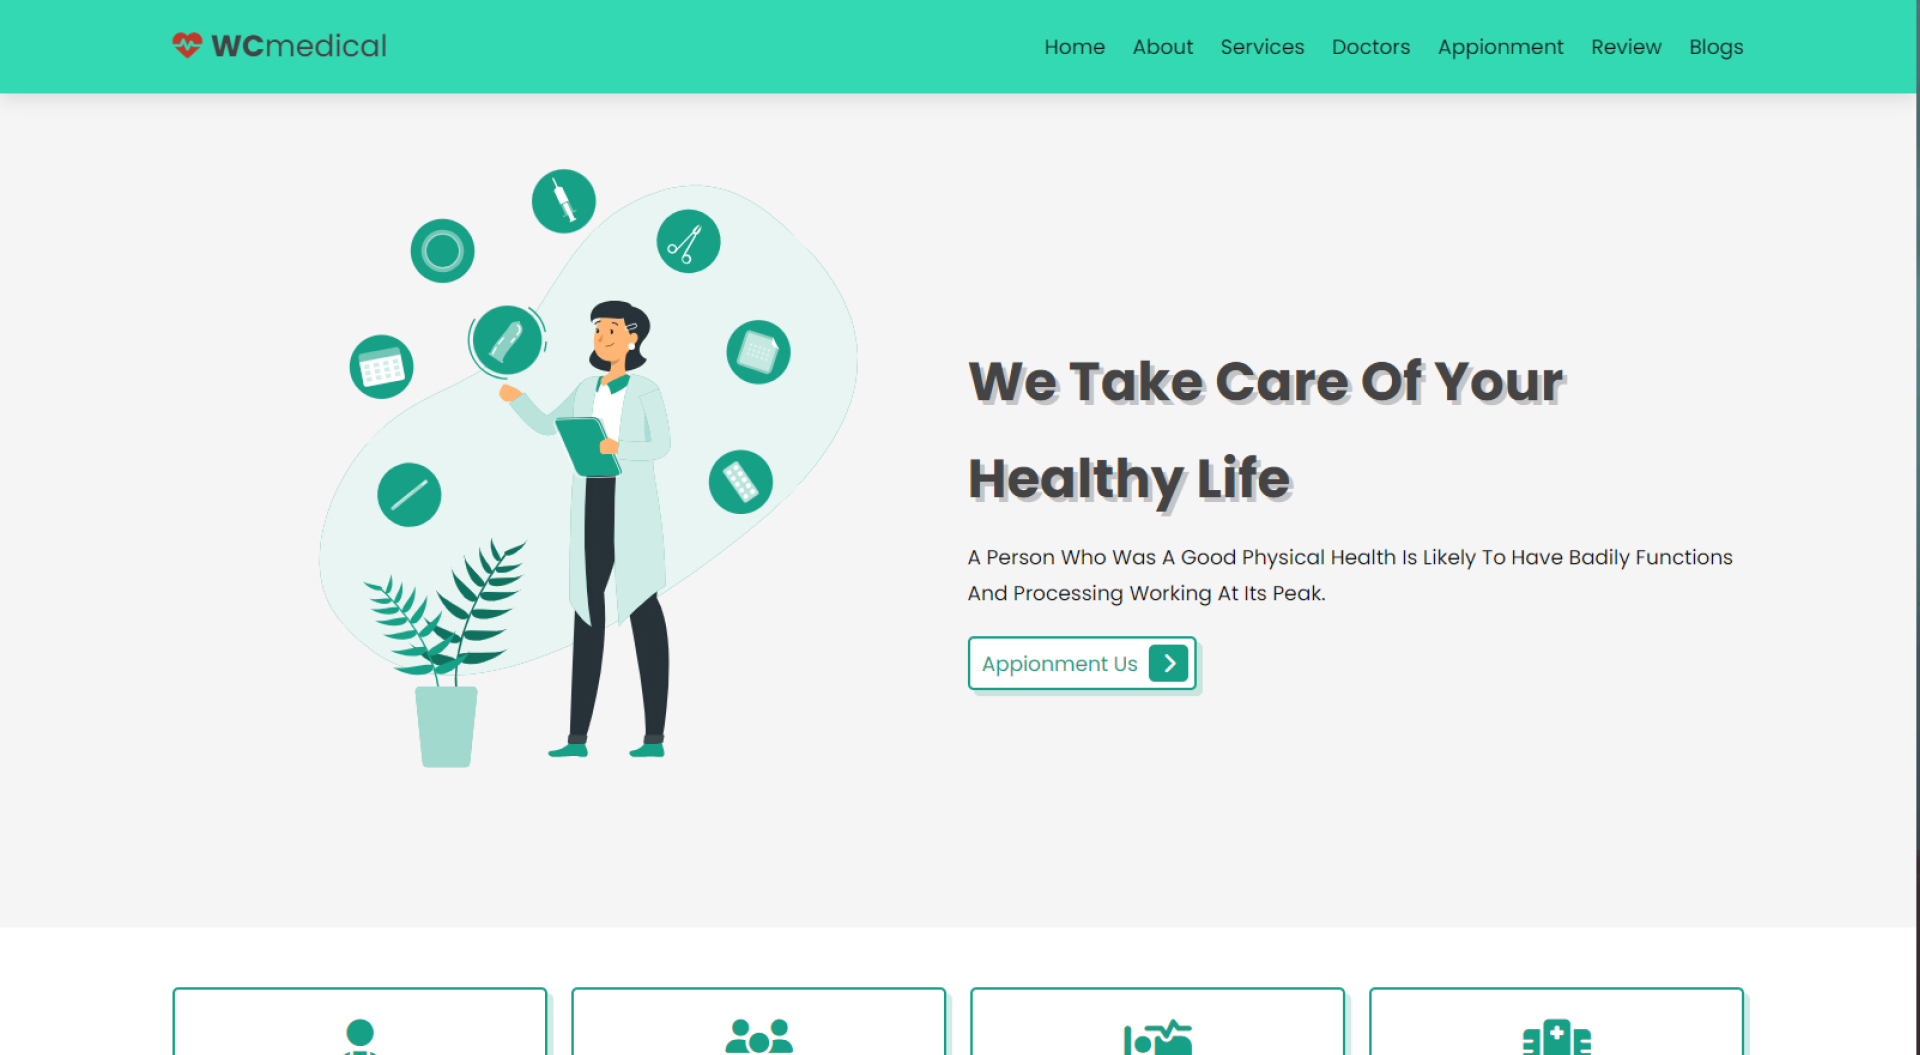 WCmedical
Home About Services Doctors Appionment Review Blogs
We Take Care Of Your
Healthy Life
A Person Who Was A Good Physical Health Is Likely To Have Badily Functions
And Processing Working At Its Peak.
Appionment Us